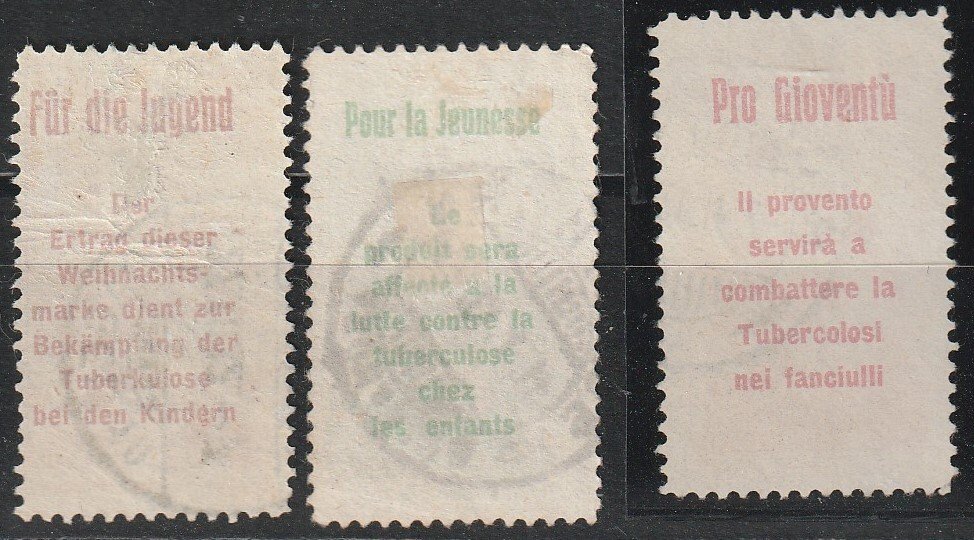 Für die Jugend
Der
Ertrag dieser
Weihnachts-
marke dient zur
Bekämpfung der
Tuberkulose
bei den Kindern
Pour la Jeunesse
Le
produit sera
affecté à la
lutte contre la
tuberculose
chez
les enfants
Pro Gioventù
Il provento
servirà a
combattere la
Tubercolosi
nei fanciulli